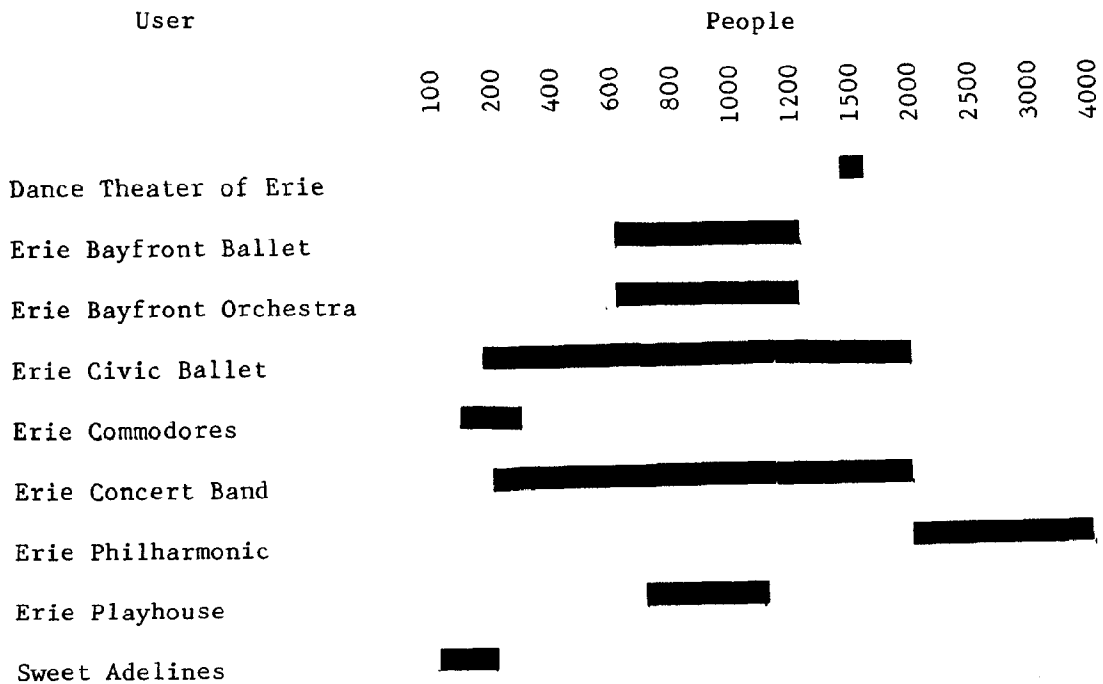 User People
100 200 400 600 800 1000 1200 1500 2000 2500 3000 4000
Dance Theater of Erie
Erie Bayfront Ballet
Erie Bayfront Orchestra
Erie Civic Ballet
Erie Commodores
Erie Concert Band
Erie Philharmonic
Erie Playhouse
Sweet Adelines